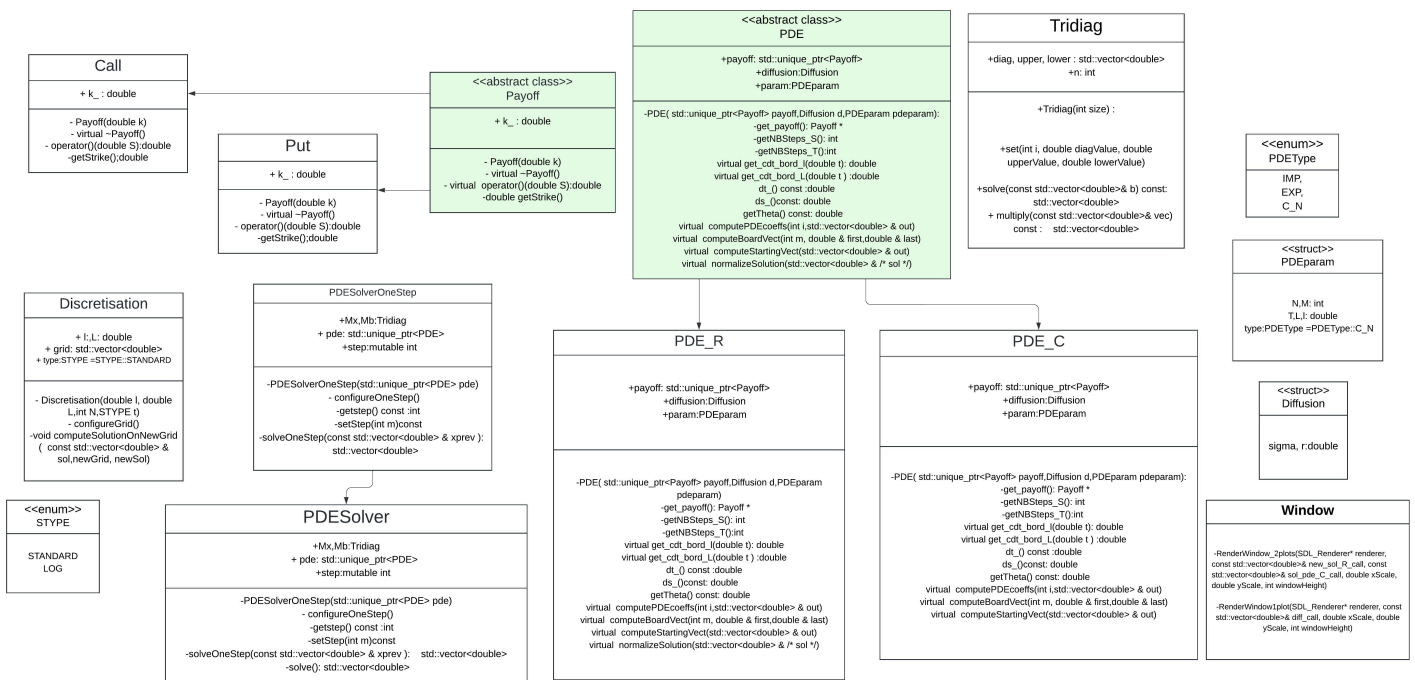 Call
+ k_ : double
- Payoff(double k)
- virtual ~Payoff()
- operator()(double S):double
-getStrike();double
Put
+ k_ : double
- Payoff(double k)
- virtual ~Payoff()
- operator()(double S):double
-getStrike();double
<<abstract class>>
Payoff
+ k_ : double
- Payoff(double k)
- virtual ~Payoff()
- virtual operator()(double S):double
-double getStrike()
<<abstract class>>
PDE
+payoff: std::unique_ptr<Payoff>
+diffusion:Diffusion
+param:PDEparam
-PDE( std::unique_ptr<Payoff> payoff,Diffusion d,PDEparam pdeparam):
-get_payoff(): Payoff *
-getNBSteps_S(): int
-getNBSteps_T():int
virtual get_cdt_bord_l(double t): double
virtual get_cdt_bord_L(double t ) :double
dt_() const :double
ds_()const: double
getTheta() const: double
virtual computePDEcoeffs(int i,std::vector<double> & out)
virtual computeBoardVect(int m, double & first,double & last)
virtual computeStartingVect(std::vector<double> & out)
virtual normalizeSolution(std::vector<double> & /* sol */)
Tridiag
+diag, upper, lower : std::vector<double>
+n: int
+Tridiag(int size) :
+set(int i, double diagValue, double
upperValue, double lowerValue)
+solve(const std::vector<double>& b) const:
std::vector<double>
+ multiply(const std::vector<double>& vec)
const : std::vector<double>
<<enum>>
PDEType
IMP,
EXP,
C_N
<<struct>>
PDEparam
N,M: int
T,L,l: double
type:PDEType =PDEType::C_N
<<struct>>
Diffusion
sigma, r:double
Discretisation
+ l:,L: double
+ grid: std::vector<double>
+ type:STYPE =STYPE::STANDARD
- Discretisation(double l, double
L,int N,STYPE t)
- configureGrid()
-void computeSolutionOnNewGrid
( const std::vector<double> &
sol,newGrid, newSol)
<<enum>>
STYPE
STANDARD
LOG
PDESolverOneStep
+Mx,Mb:Tridiag
+ pde: std::unique_ptr<PDE>
+step:mutable int
-PDESolverOneStep(std::unique_ptr<PDE> pde)
- configureOneStep()
-getstep() const :int
-setStep(int m)const
-solveOneStep(const std::vector<double> & xprev ):
std::vector<double>
PDESolver
+Mx,Mb:Tridiag
+ pde: std::unique_ptr<PDE>
+step:mutable int
-PDESolverOneStep(std::unique_ptr<PDE> pde)
- configureOneStep()
-getstep() const :int
-setStep(int m)const
-solveOneStep(const std::vector<double> & xprev ): std::vector<double>
-solve(): std::vector<double>
PDE_R
+payoff: std::unique_ptr<Payoff>
+diffusion:Diffusion
+param:PDEparam
-PDE( std::unique_ptr<Payoff> payoff,Diffusion d,PDEparam
pdeparam)
-get_payoff(): Payoff *
-getNBSteps_S(): int
-getNBSteps_T():int
virtual get_cdt_bord_l(double t): double
virtual get_cdt_bord_L(double t ) :double
dt_() const :double
ds_()const: double
getTheta() const: double
virtual computePDEcoeffs(int i,std::vector<double> & out)
virtual computeBoardVect(int m, double & first,double & last)
virtual computeStartingVect(std::vector<double> & out)
virtual normalizeSolution(std::vector<double> & /* sol */)
PDE_C
+payoff: std::unique_ptr<Payoff>
+diffusion:Diffusion
+param:PDEparam
-PDE( std::unique_ptr<Payoff> payoff,Diffusion d,PDEparam pdeparam):
-get_payoff(): Payoff *
-getNBSteps_S(): int
-getNBSteps_T():int
virtual get_cdt_bord_l(double t): double
virtual get_cdt_bord_L(double t ) :double
dt_() const :double
ds_()const: double
getTheta() const: double
virtual computePDEcoeffs(int i,std::vector<double> & out)
virtual computeBoardVect(int m, double & first,double & last)
virtual computeStartingVect(std::vector<double> & out)
Window
-RenderWindow_2plots(SDL_Renderer* renderer,
const std::vector<double>& new_sol_R_call, const
std::vector<double>& sol_pde_C_call, double xScale,
double yScale, int windowHeight)
-RenderWindow1plot(SDL_Renderer* renderer, const
std::vector<double>& diff_call, double xScale, double
yScale, int windowHeight)